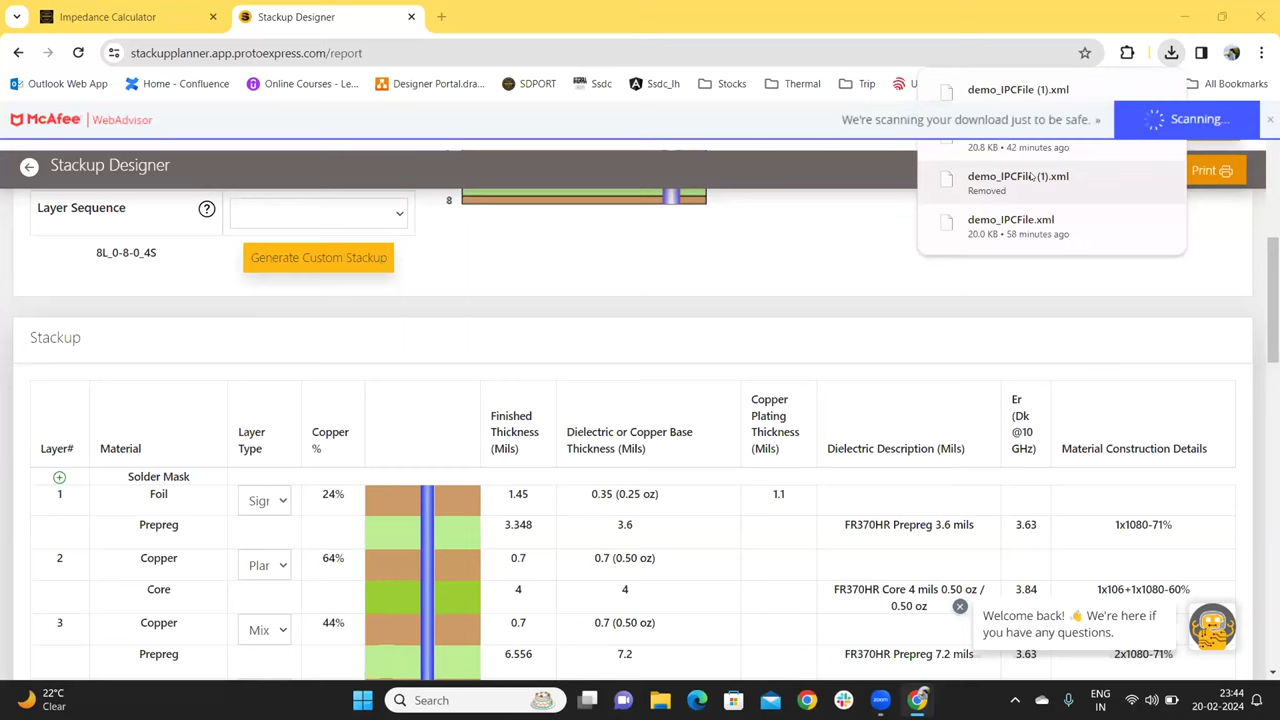 Impedance Calculator
Stackup Designer
stackupplanner.app.protoexpress.com/report
Outlook Web App
Home - Confluence
Online Courses - Le...
Designer Portal.dra...
SDPORT
Ssdc
Ssdc_lh
Stocks
Thermal
Trip
U
All Bookmarks
McAfee | WebAdvisor
We're scanning your download just to be safe. »
Scanning...
demo_IPCFile (1).xml
20.8 KB • 42 minutes ago
demo_IPCFile (1).xml
Removed
demo_IPCFile.xml
20.0 KB • 58 minutes ago
Stackup Designer
Print
Layer Sequence
?
8
8L_0-8-0_4S
Generate Custom Stackup
Stackup
Layer# Material Layer Type Copper % Finished Thickness (Mils) Dielectric or Copper Base Thickness (Mils) Copper Plating Thickness (Mils) Dielectric Description (Mils) Er (Dk @10 GHz) Material Construction Details
Solder Mask
1 Foil Sigr 24% 1.45 0.35 (0.25 oz) 1.1
Prepreg 3.348 3.6 FR370HR Prepreg 3.6 mils 3.63 1x1080-71%
2 Copper Plar 64% 0.7 0.7 (0.50 oz)
Core 4 4 FR370HR Core 4 mils 0.50 oz / 0.50 oz 3.84 1x106+1x1080-60%
3 Copper Mix 44% 0.7 0.7 (0.50 oz)
Prepreg 6.556 7.2 FR370HR Prepreg 7.2 mils 3.63 2x1080-71%
Welcome back! 👋 We're here if
you have any questions.
22°C
Clear
Search
ENG
IN
23:44
20-02-2024